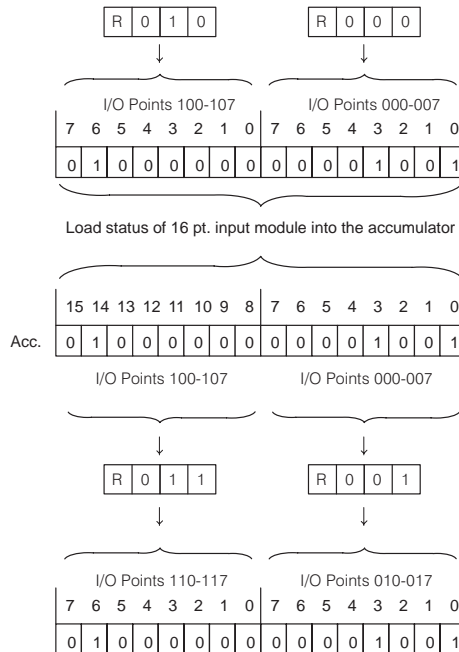 R 0 1 0 R 0 0 0
I/O Points 100-107 I/O Points 000-007
7 6 5 4 3 2 1 0 7 6 5 4 3 2 1 0
0 1 0 0 0 0 0 0 0 0 0 0 1 0 0 1
Load status of 16 pt. input module into the accumulator
15 14 13 12 11 10 9 8 7 6 5 4 3 2 1 0
Acc. 0 1 0 0 0 0 0 0 0 0 0 0 1 0 0 1
I/O Points 100-107 I/O Points 000-007
R 0 1 1 R 0 0 1
I/O Points 110-117 I/O Points 010-017
7 6 5 4 3 2 1 0 7 6 5 4 3 2 1 0
0 1 0 0 0 0 0 0 0 0 0 0 1 0 0 1